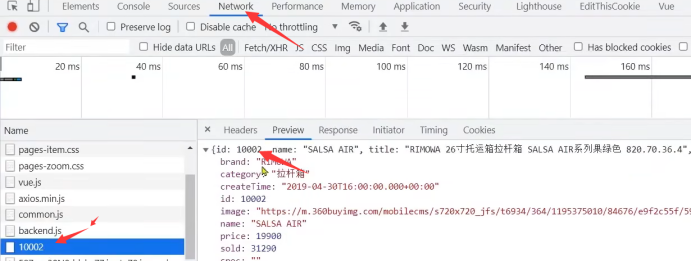 Elements Console Sources Network Performance Memory Application Security Lighthouse EditThisCookie Vue
Preserve log Disable cache No throttling
Filter Hide data URLs All Fetch/XHR JS CSS Img Media Font Doc WS Wasm Manifest Other Has blocked cookies
20 ms 40 ms 60 ms 80 ms 100 ms 120 ms 140 ms 160 ms
Name × Headers Preview Response Initiator Timing Cookies
pages-item.css
pages-zoom.css
vue.js
axios.min.js
common.js
backend.js
10002
{id: 10002, name: "SALSA AIR", title: "RIMOWA 26寸托运箱拉杆箱 SALSA AIR系列果绿色 820.70.36.4",
brand: "RIMOWA"
category: "拉杆箱"
createTime: "2019-04-30T16:00:00.000+00:00"
id: 10002
image: "https://m.360buyimg.com/mobilecms/s720x720_jfs/t6934/364/1195375010/84676/e9f2c55f/59
name: "SALSA AIR"
price: 19900
sold: 31290